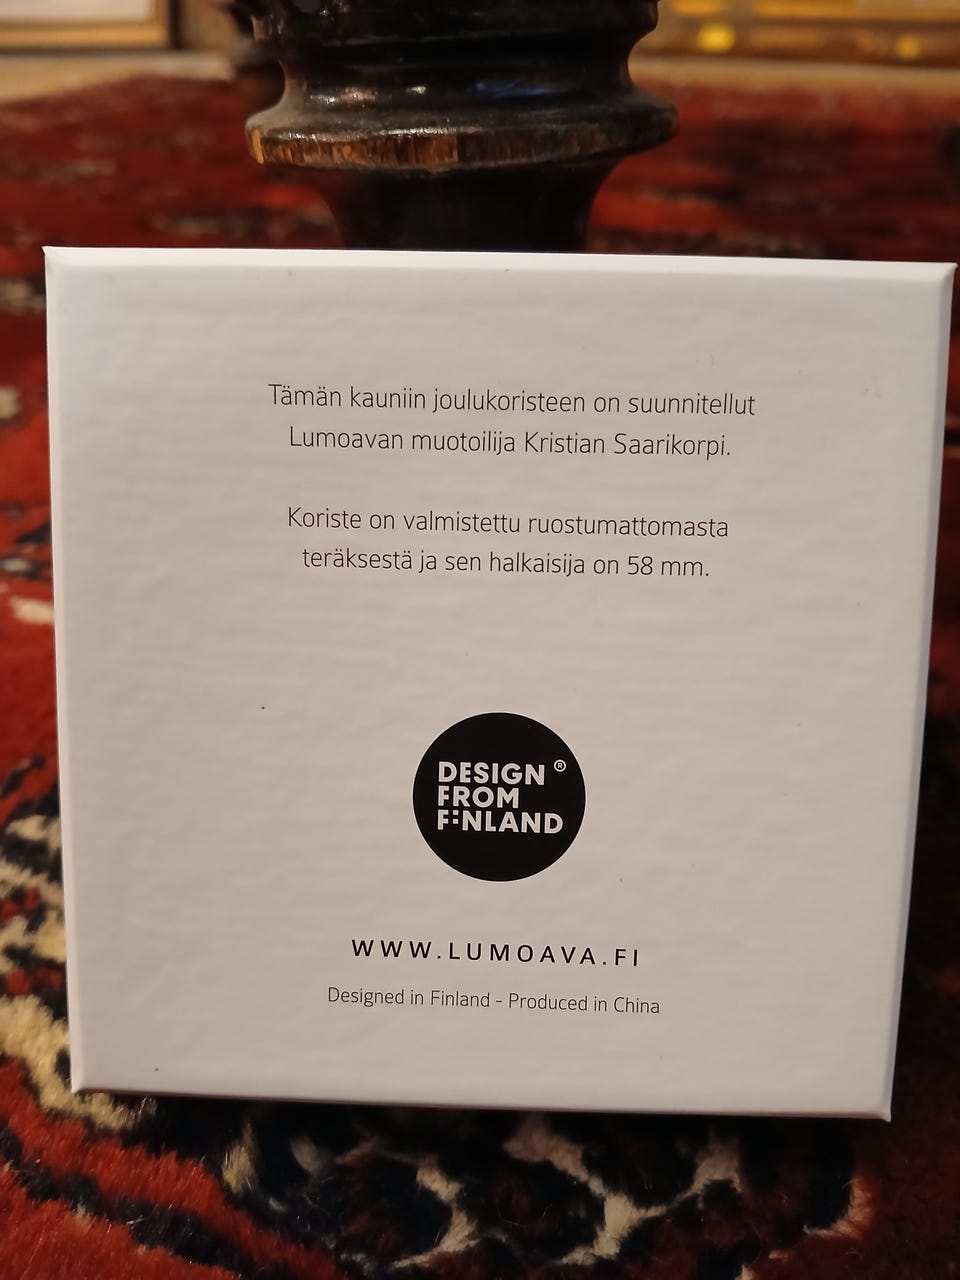 Tämän kauniin joulukoristeen on suunnitellut
Lumoavan muotoilija Kristian Saarikorpi.
Koriste on valmistettu ruostumattomasta
teräksestä ja sen halkaisija on 58 mm.
DESIGN ®
FROM
FINLAND
WWW.LUMOAVA.FI
Designed in Finland - Produced in China